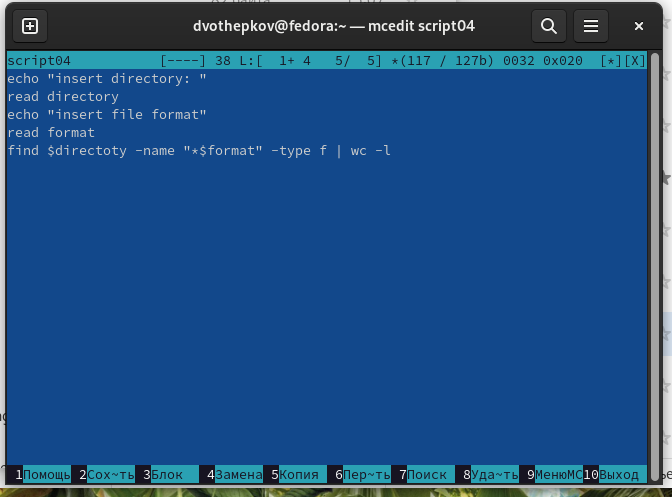 dvothepkov@fedora:~ — mcedit script04
script04 [----] 38 L:[ 1+ 4 5/ 5] *(117 / 127b) 0032 0x020 [*][X]
echo "insert directory: "
read directory
echo "insert file format"
read format
find $directoty -name "*$format" -type f | wc -l
1Помощь 2Сох~ть 3Блок 4Замена 5Копия 6Пер~ть 7Поиск 8Уда~ть 9МенюMC 10Выход